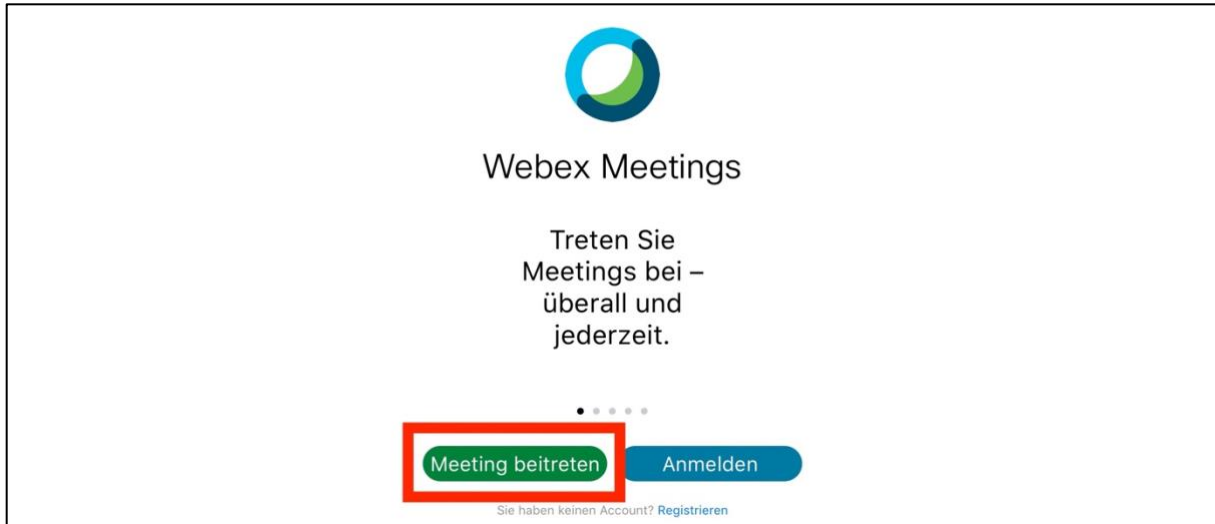 Webex Meetings
Treten Sie
Meetings bei –
überall und
jederzeit.
Meeting beitreten
Anmelden
Sie haben keinen Account? Registrieren